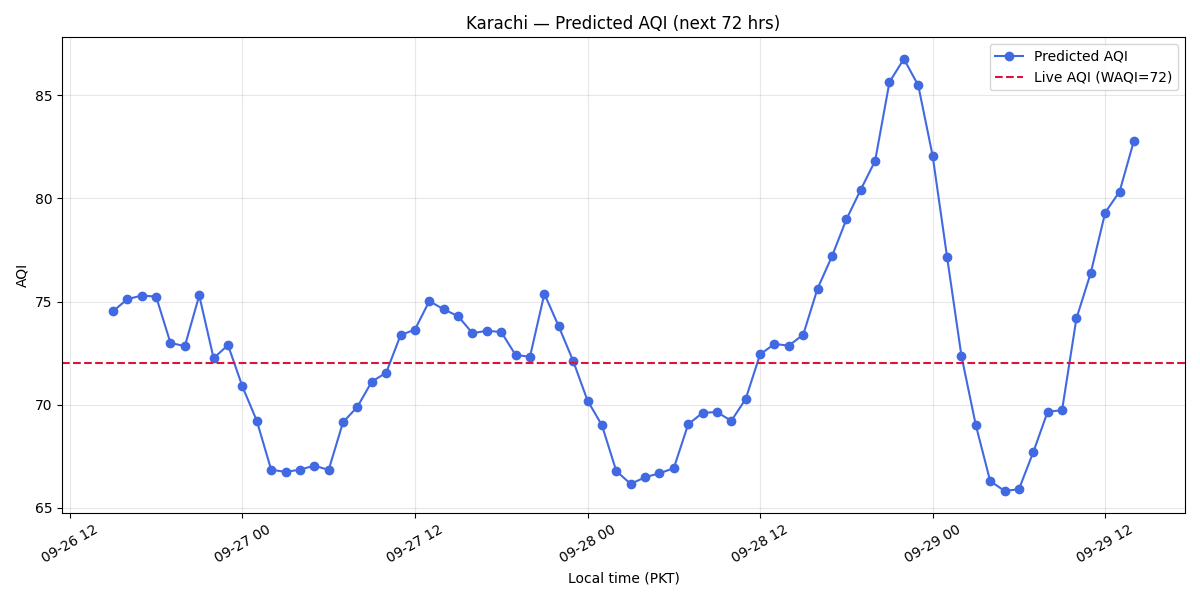 Karachi — Predicted AQI (next 72 hrs)
Predicted AQI
Live AQI (WAQI=72)
AQI
85
80
75
70
65
09-26 12
09-27 00
09-27 12
09-28 00
09-28 12
09-29 00
09-29 12
Local time (PKT)